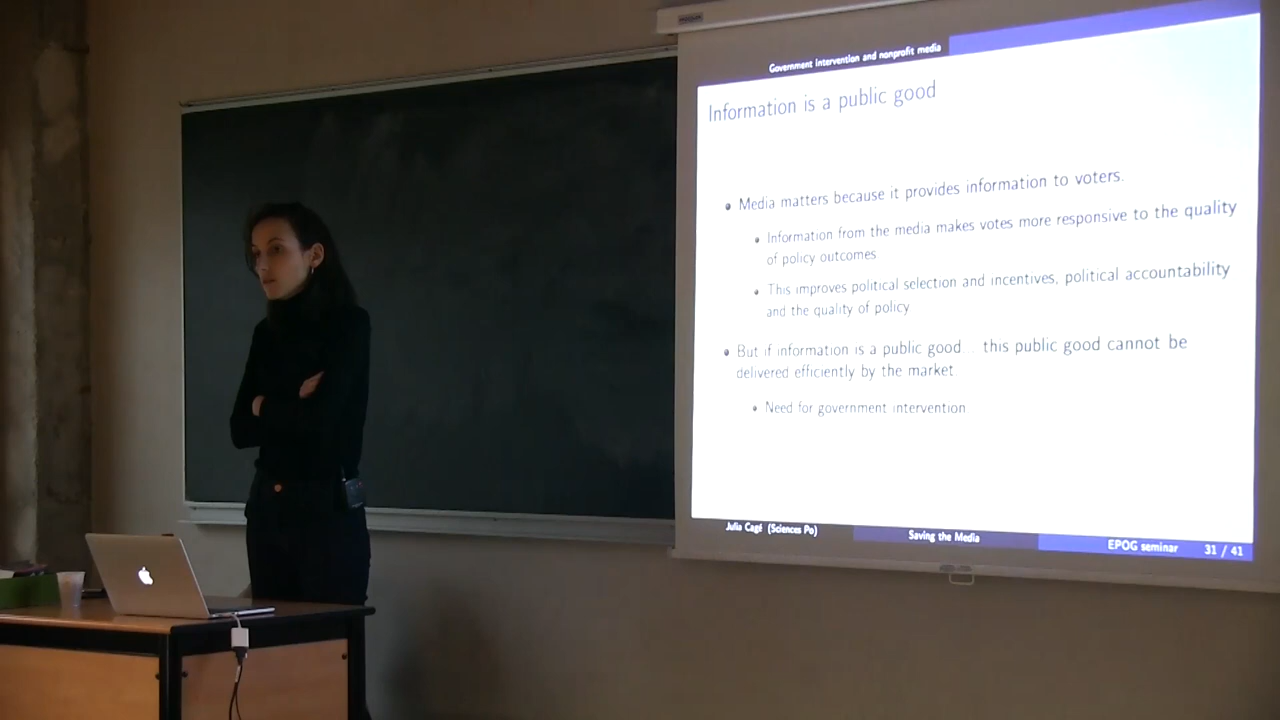 Government intervention and nonprofit media
Information is a public good
Media matters because it provides information to voters.
Information from the media makes votes more responsive to the quality
of policy outcomes
This improves political selection and incentives, political accountability
and the quality of policy
But if information is a public good... this public good cannot be
delivered efficiently by the market.
Need for government intervention
Julia Cagé (Sciences Po) Saving the Media EPOG seminar 31 / 41